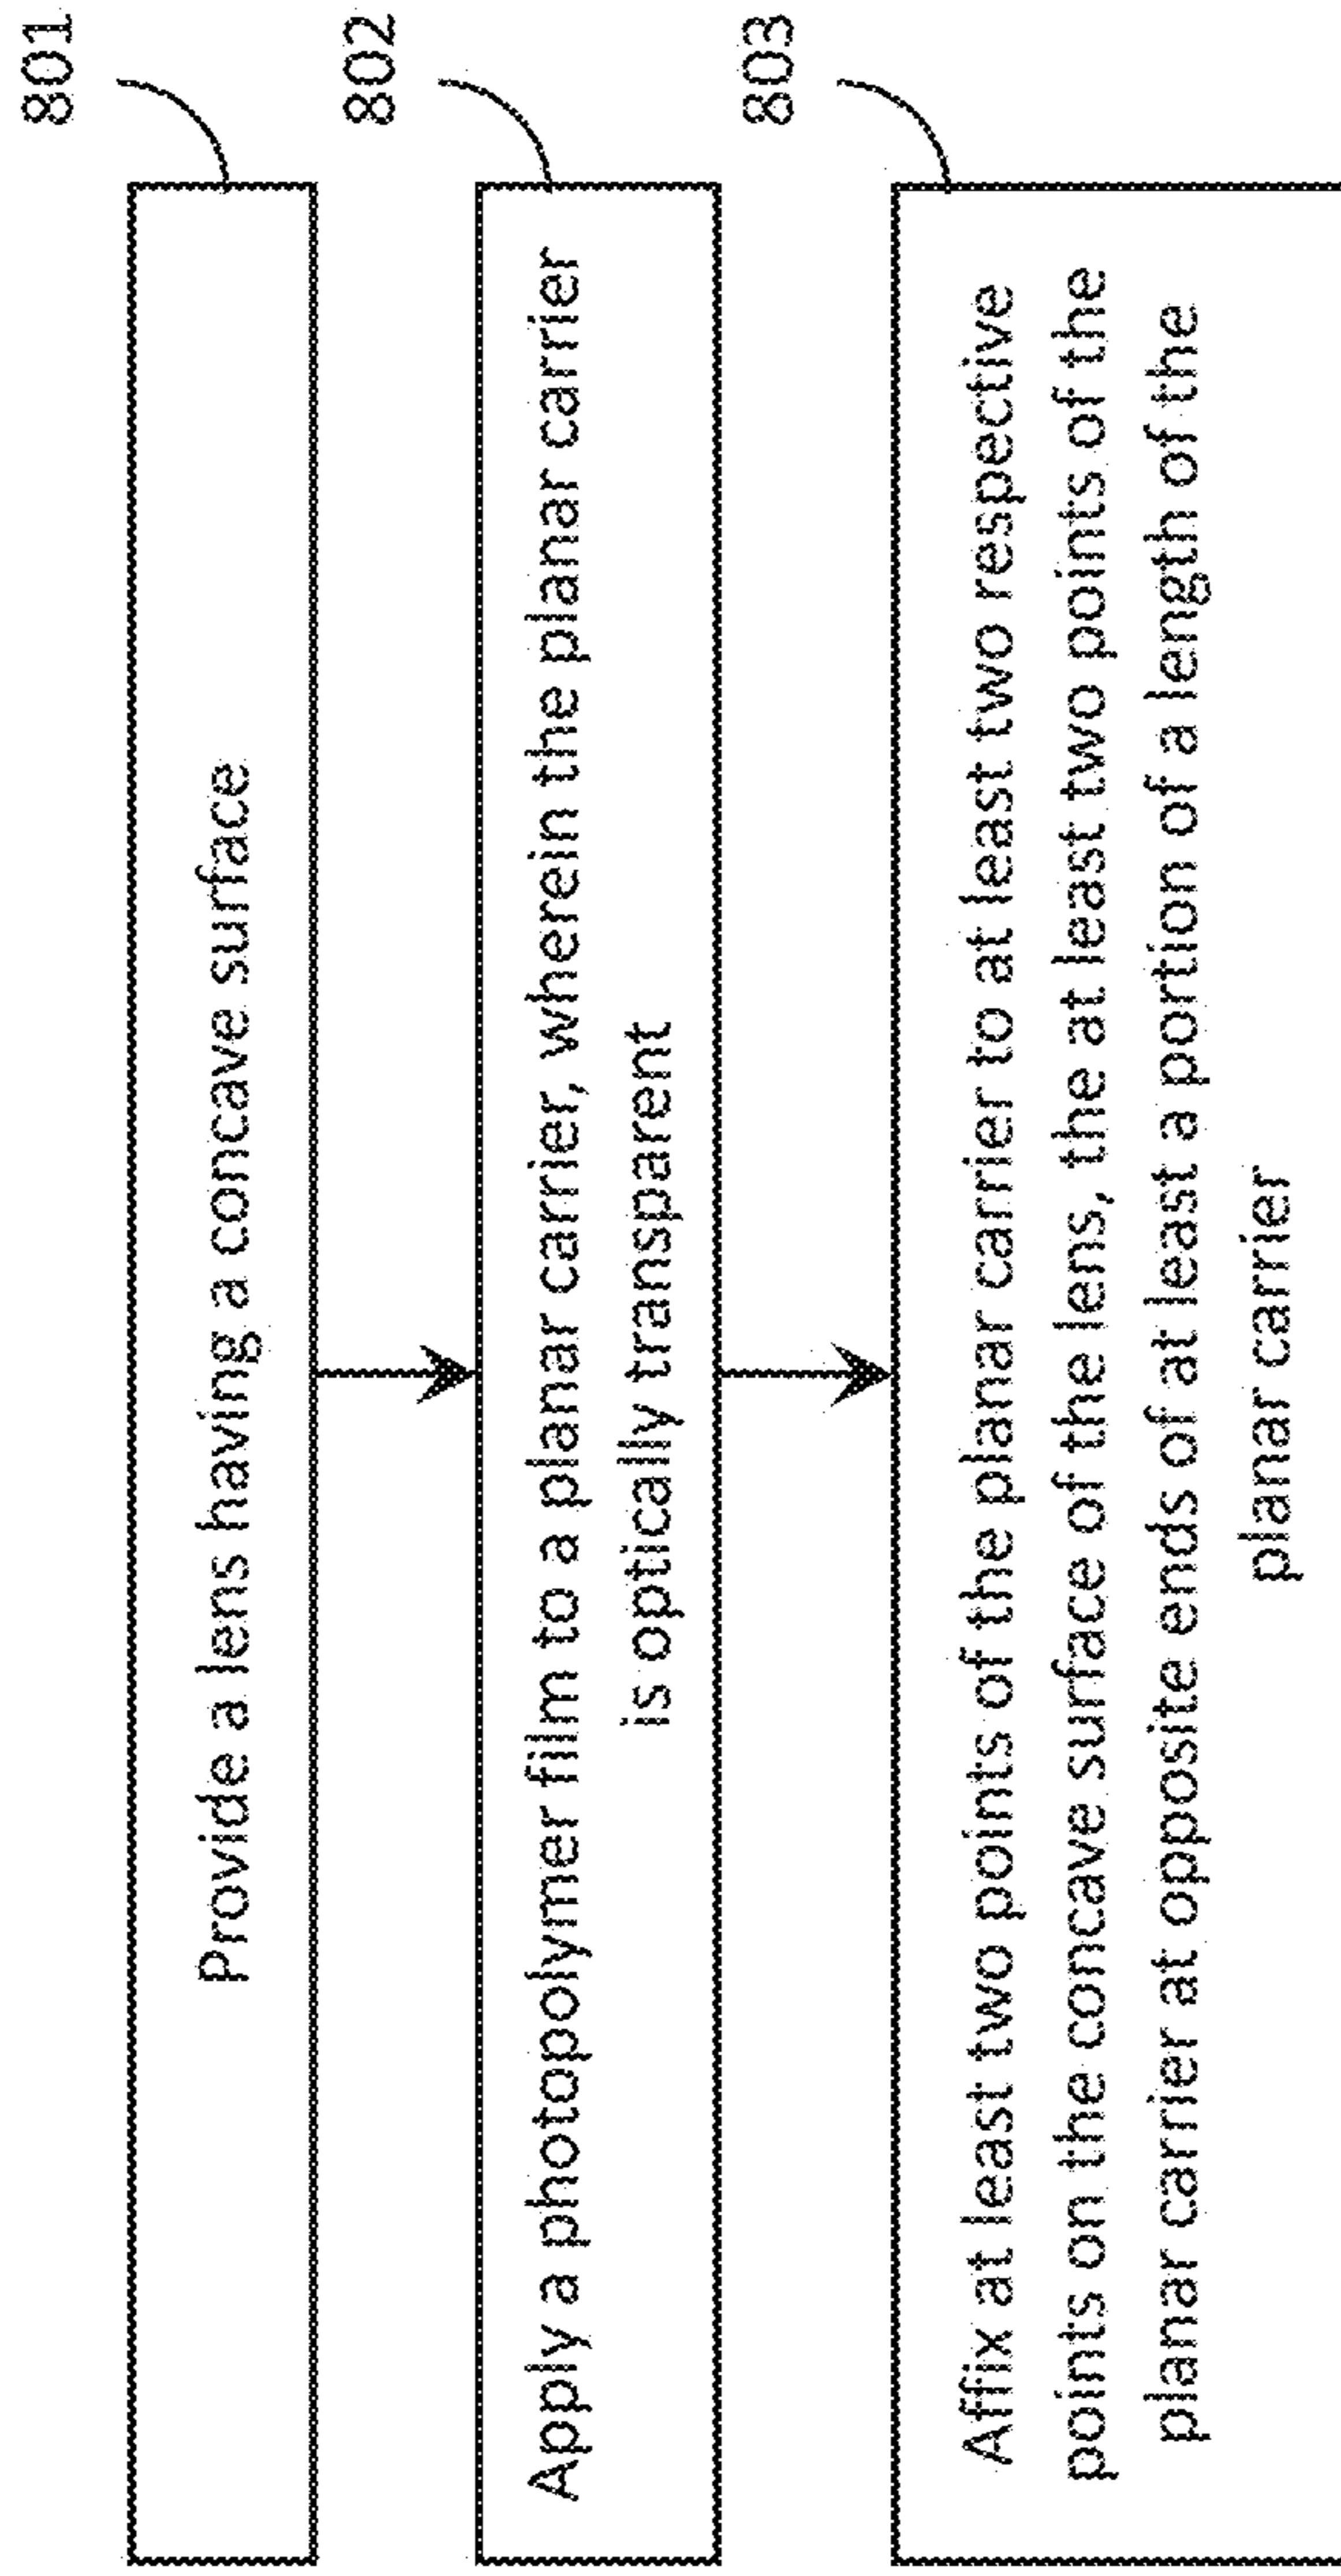 801
Provide a lens having a concave surface
802
Apply a photopolymer film to a planar carrier, wherein the planar carrier
is optically transparent
803
Affix at least two points of the planar carrier to at least two respective
points on the concave surface of the lens, the at least two points of the
planar carrier at opposite ends of at least a portion of a length of the
planar carrier